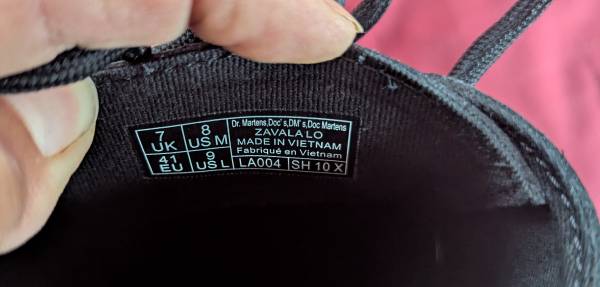 7 UK
8 US M
41 EU
9 US L
Dr. Martens,Doc's,DM's,Doc Martens
ZAVALA LO
MADE IN VIETNAM
Fabriqué en Vietnam
LA004 SH 10 X